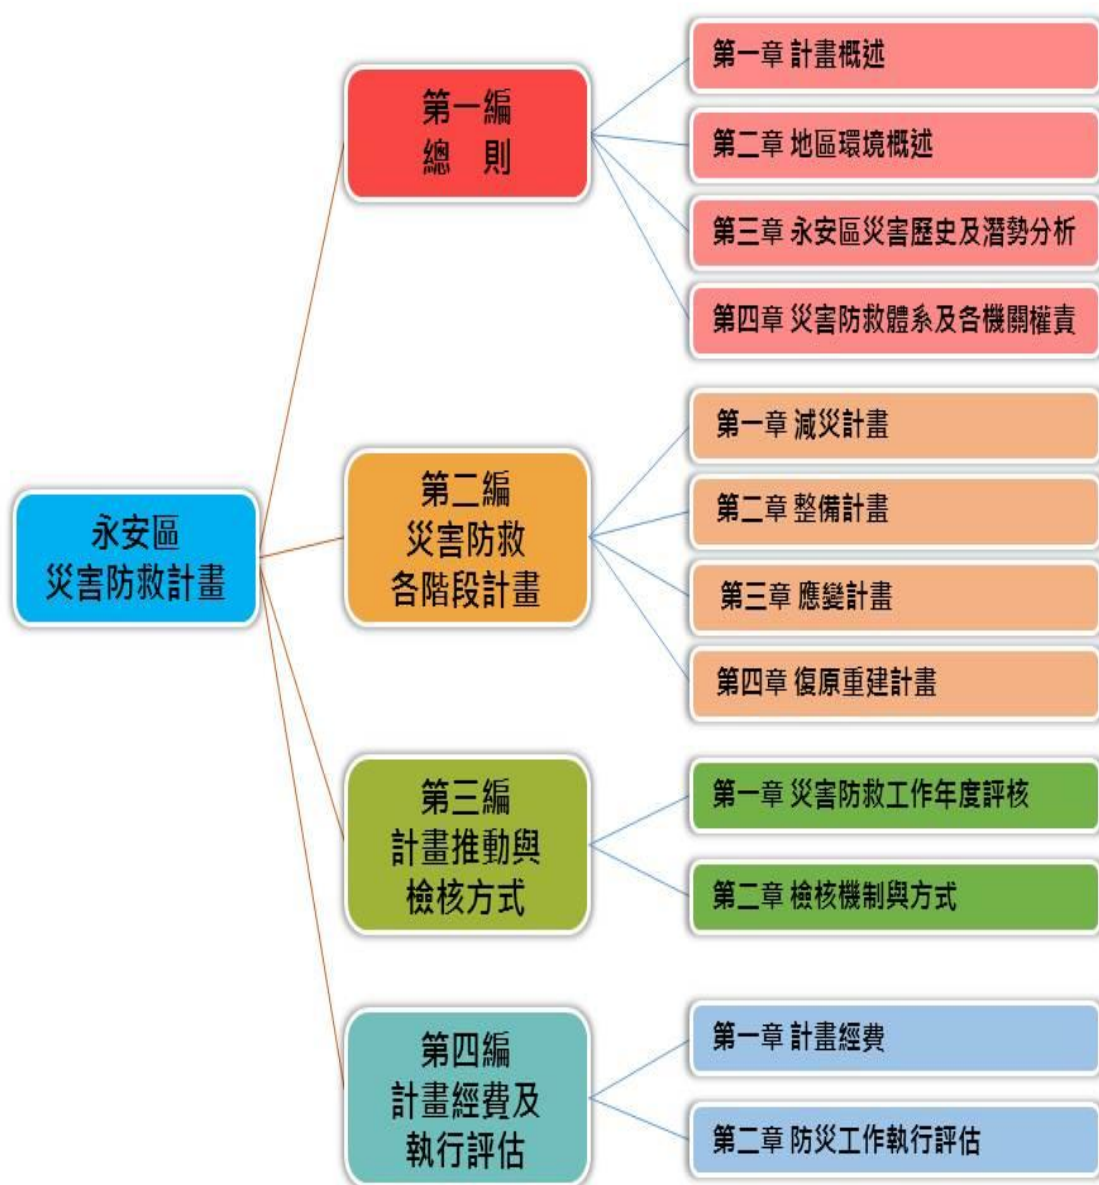 永安區
災害防救計畫
第一編
總　則
第一章 計畫概述
第二章 地區環境概述
第三章 永安區災害歷史及潛勢分析
第四章 災害防救體系及各機關權責
第二編
災害防救
各階段計畫
第一章 減災計畫
第二章 整備計畫
第三章 應變計畫
第四章 復原重建計畫
第三編
計畫推動與
檢核方式
第一章 災害防救工作年度評核
第二章 檢核機制與方式
第四編
計畫經費及
執行評估
第一章 計畫經費
第二章 防災工作執行評估